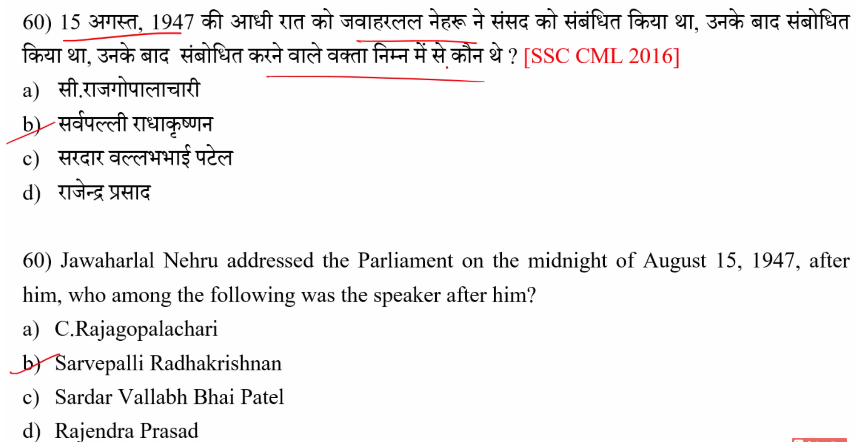 60) 15 अगस्त, 1947 की आधी रात को जवाहरलल नेहरू ने संसद को संबंधित किया था, उनके बाद संबोधित
किया था, उनके बाद संबोधित करने वाले वक्ता निम्न में से कौन थे ? [SSC CML 2016]
a) सी.राजगोपालाचारी
b) सर्वपल्ली राधाकृष्णन
c) सरदार वल्लभभाई पटेल
d) राजेन्द्र प्रसाद
60) Jawaharlal Nehru addressed the Parliament on the midnight of August 15, 1947, after
him, who among the following was the speaker after him?
a) C.Rajagopalachari
b) Sarvepalli Radhakrishnan
c) Sardar Vallabh Bhai Patel
d) Rajendra Prasad